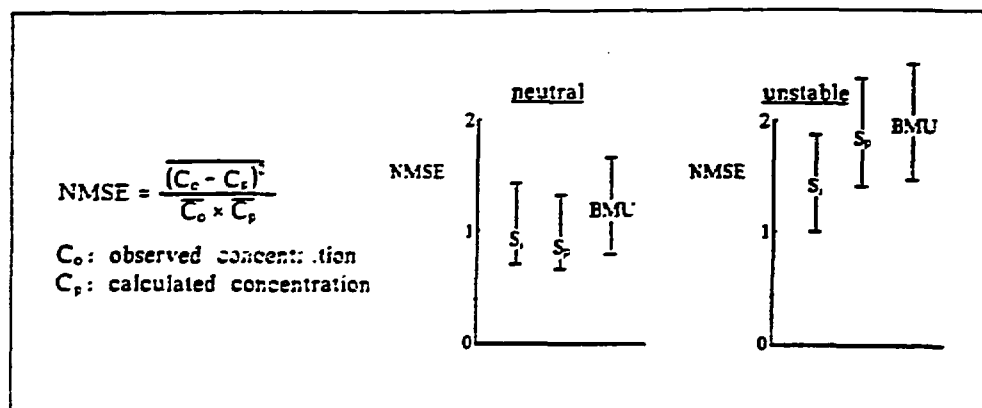 neutral
unstable
2
2
NMSE
NMSE
BMU
S_p
BMU
NMSE = (C_o - C_p)² / C_o × C_p
S_i
1
1
S_p
C_o: observed concentration
C_p: calculated concentration
0
0